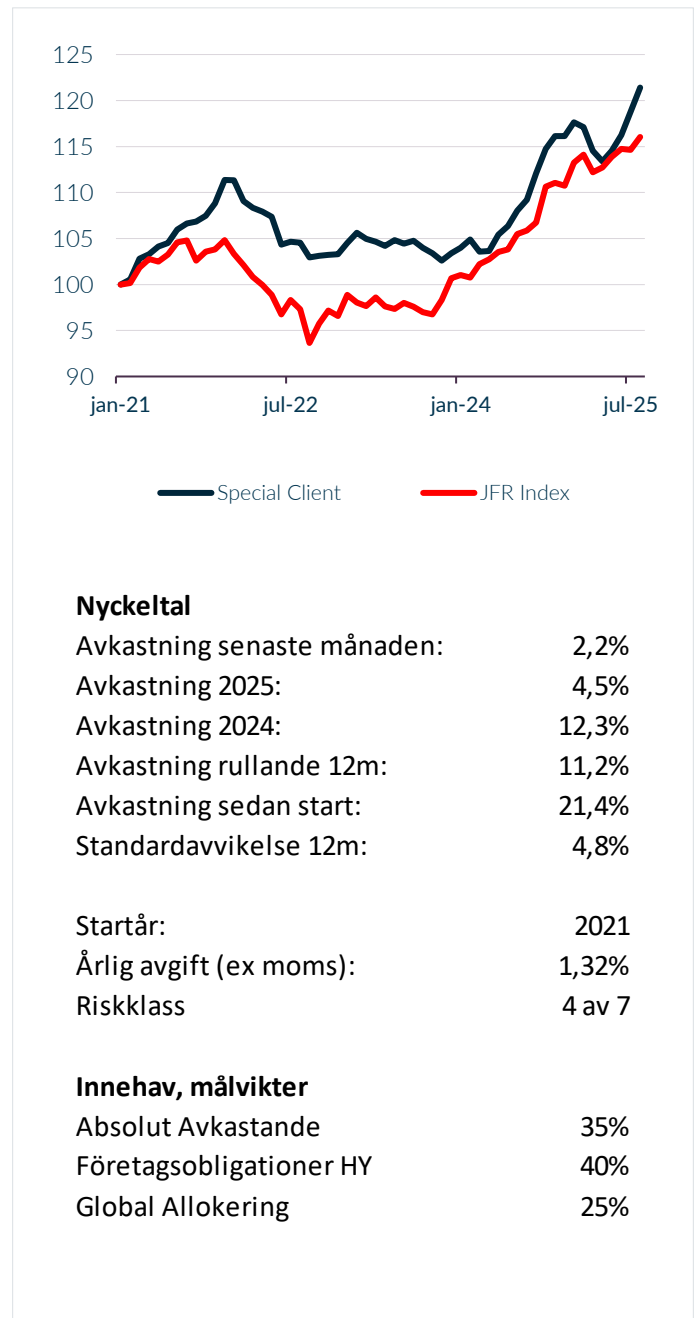 125
120
115
110
105
100
95
90
jan-21 jul-22 jan-24 jul-25
Special Client JFR Index
Nyckeltal
Avkastning senaste månaden: 2,2%
Avkastning 2025: 4,5%
Avkastning 2024: 12,3%
Avkastning rullande 12m: 11,2%
Avkastning sedan start: 21,4%
Standardavvikelse 12m: 4,8%
Startår: 2021
Årlig avgift (ex moms): 1,32%
Riskklass 4 av 7
Innehav, målvikter
Absolut Avkastande 35%
Företagsobligationer HY 40%
Global Allokering 25%